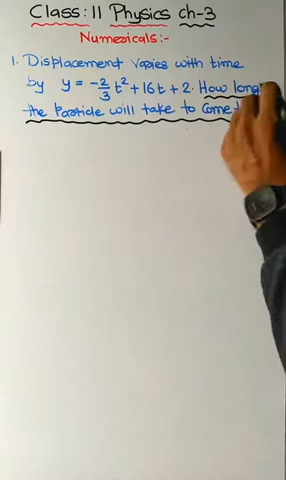 Class: 11 Physics ch-3
Numericals:-
1. Displacement varies with time
by y = -2/3 t² + 16t + 2. How long
the particle will take to come